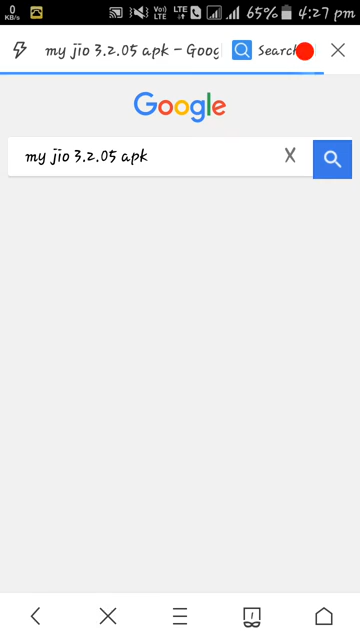 0 KB/s Vo) LTE LTE 65% 4:27 pm
my jio 3.2.05 apk - Goog Search
Google
my jio 3.2.05 apk X
1